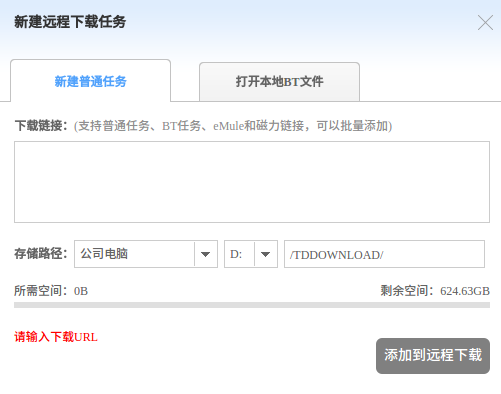 新建远程下载任务
新建普通任务 打开本地BT文件
下载链接：(支持普通任务、BT任务、eMule和磁力链接，可以批量添加)
存储路径： 公司电脑 D: /TDDOWNLOAD/
所需空间：0B 剩余空间：624.63GB
请输入下载URL
添加到远程下载